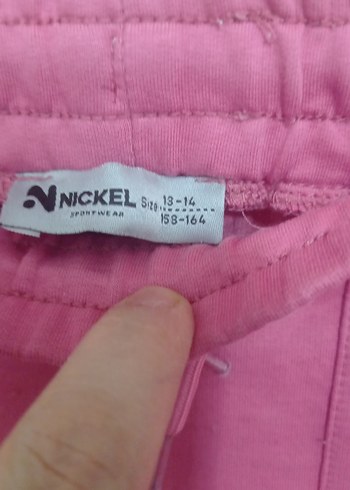 NICKEL Size: 13-14
SPORTWEAR 158-164